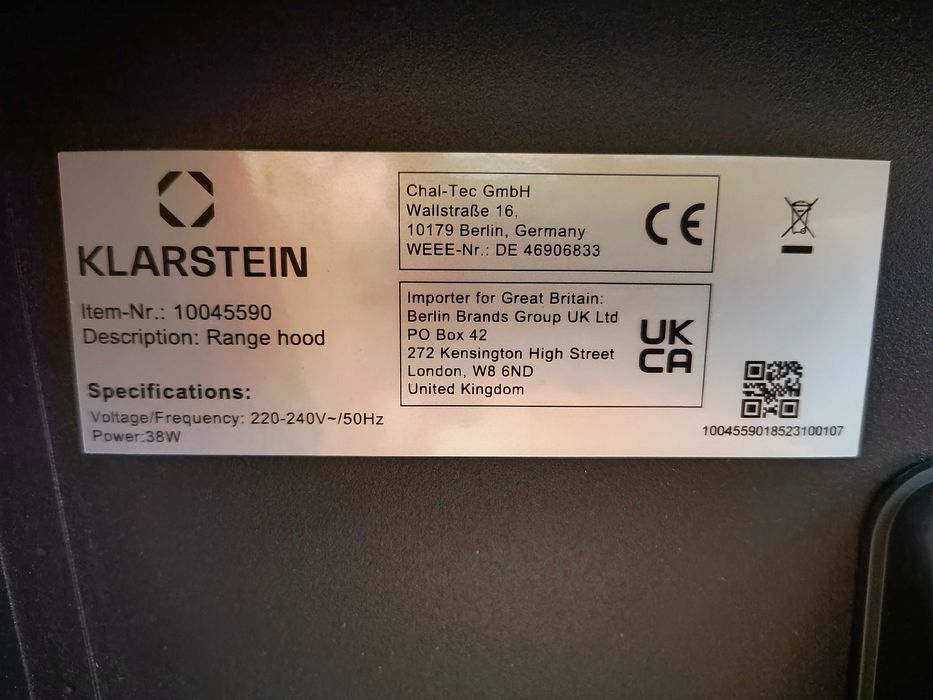 KLARSTEIN
Item-Nr.: 10045590
Description: Range hood
Specifications:
Voltage/Frequency: 220-240V~/50Hz
Power:38W
Chal-Tec GmbH
Wallstraße 16,
10179 Berlin, Germany
WEEE-Nr.: DE 46906833
CE
Importer for Great Britain:
Berlin Brands Group UK Ltd
PO Box 42
272 Kensington High Street
London, W8 6ND
United Kingdom
UK
CA
1004559018523100107